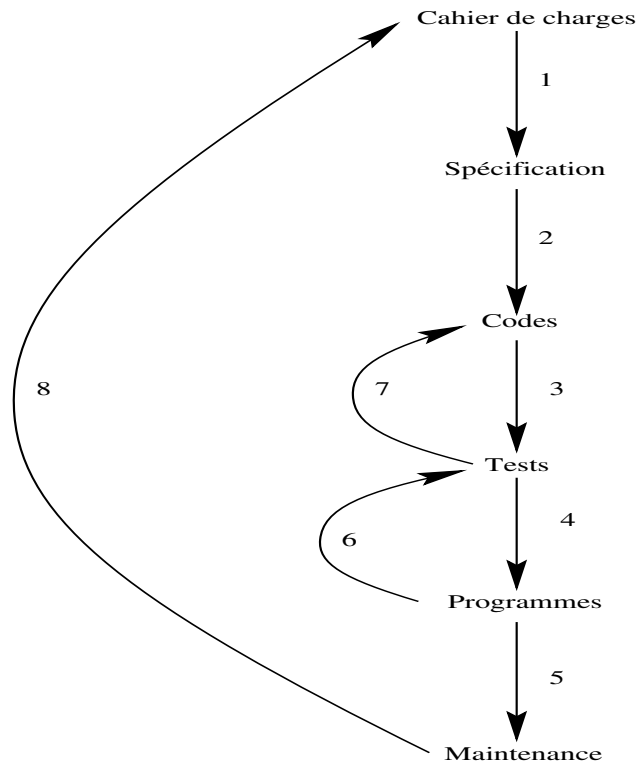 Cahier de charges
1
Spécification
2
Codes
8
7
3
Tests
4
6
Programmes
5
Maintenance